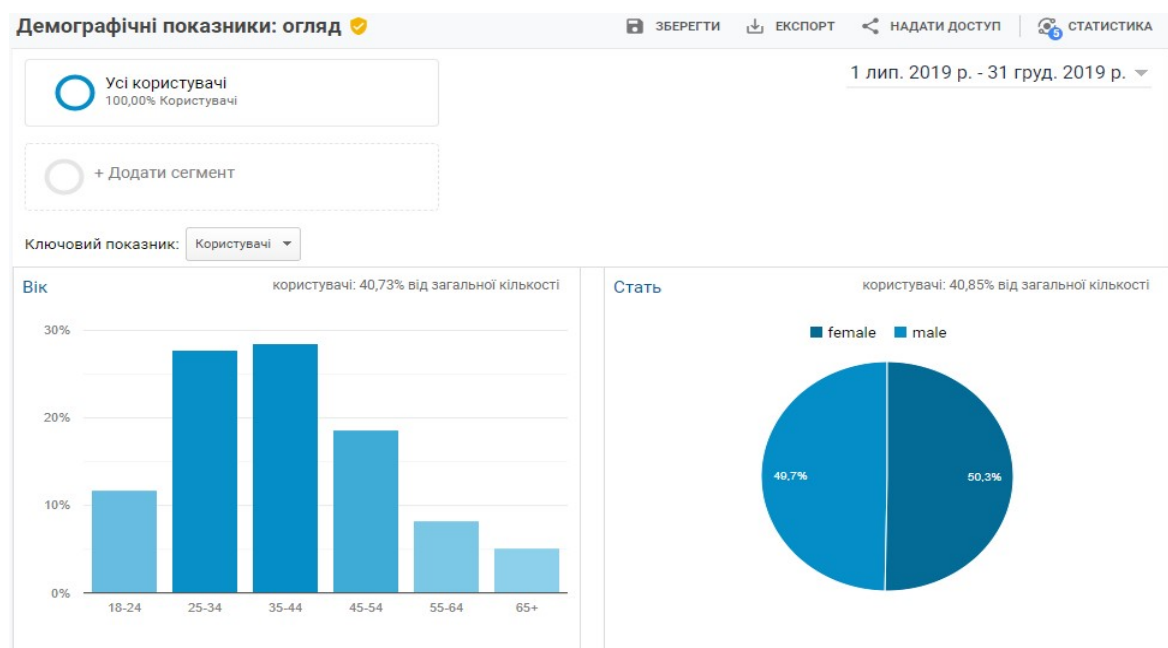 Демографічні показники: огляд
ЗБЕРЕГТИ ЕКСПОРТ НАДАТИ ДОСТУП 5 СТАТИСТИКА
Усі користувачі
100,00% Користувачі
1 лип. 2019 р. - 31 груд. 2019 р.
+ Додати сегмент
Ключовий показник: Користувачі
Вік
користувачі: 40,73% від загальної кількості
30%
20%
10%
0%
18-24 25-34 35-44 45-54 55-64 65+
Стать
користувачі: 40,85% від загальної кількості
female male
49,7% 50,3%